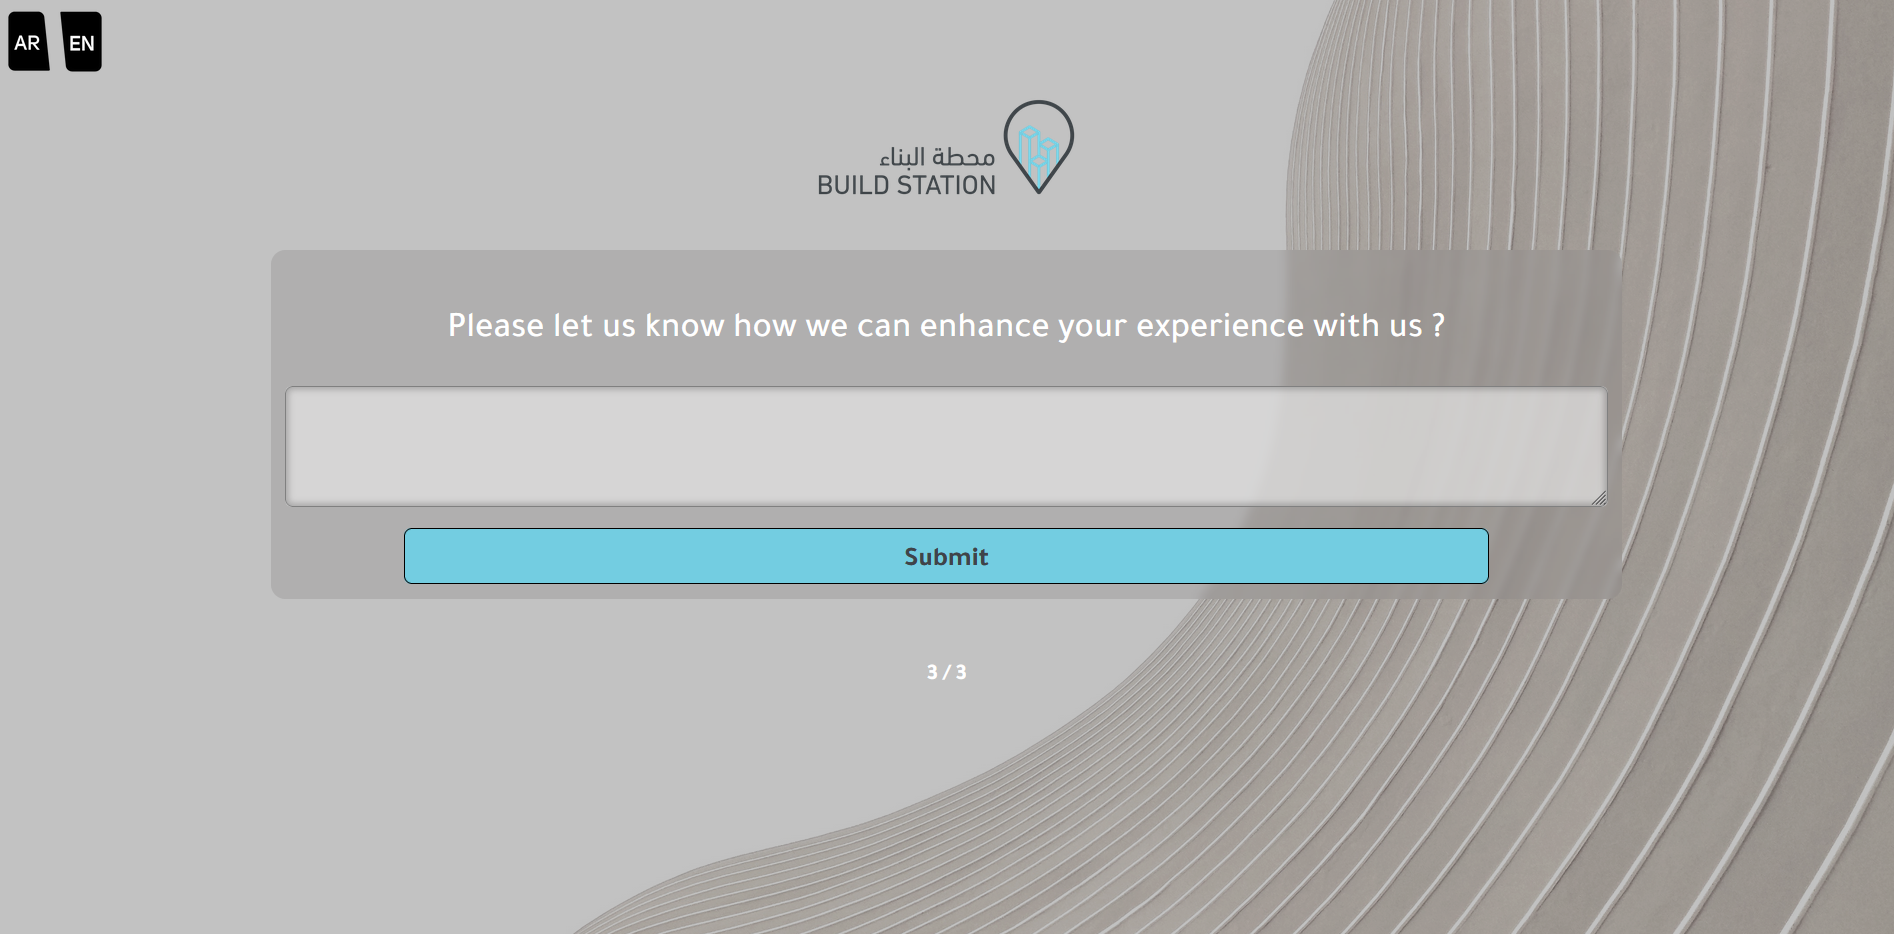 AR EN
محطة البناء
BUILD STATION
Please let us know how we can enhance your experience with us ?
Submit
3 / 3